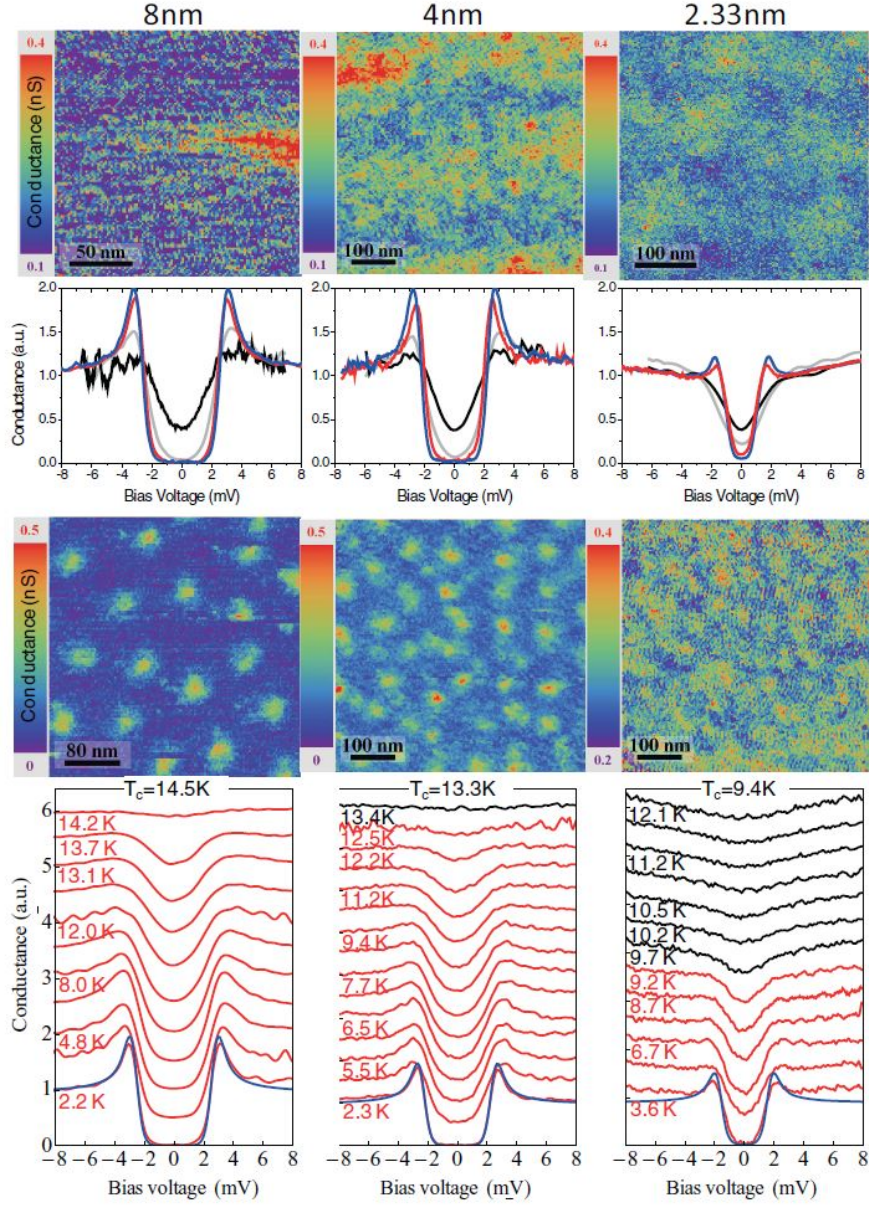 8nm
4nm
2.33nm
0.4
Conductance (nS)
0.1
50 nm
0.4
100 nm
0.1
0.4
100 nm
0.1
2.0
1.5
1.0
0.5
0.0
Conductance (a.u.)
-8 -6 -4 -2 0 2 4 6 8
Bias Voltage (mV)
2.0
1.5
1.0
0.5
0.0
-8 -6 -4 -2 0 2 4 6 8
Bias Voltage (mV)
2.0
1.5
1.0
0.5
0.0
-8 -6 -4 -2 0 2 4 6 8
Bias Voltage (mV)
0.5
Conductance (nS)
0
80 nm
0.5
0
100 nm
0.4
0.2
100 nm
Tc=14.5K
6
5
4
3
2
1
0
Conductance (a.u.)
14.2 K
13.7 K
13.1 K
12.0 K
8.0 K
4.8 K
2.2 K
−8 −6 −4 −2 0 2 4 6 8
Bias voltage (mV)
Tc=13.3K
13.4K
12.5K
12.2 K
11.2 K
9.4 K
7.7 K
6.5 K
5.5 K
2.3 K
−8 −6 −4 −2 0 2 4 6 8
Bias voltage (mV)
Tc=9.4K
12.1 K
11.2 K
10.5 K
10.2 K
9.7 K
9.2 K
8.7 K
6.7 K
3.6 K
−8 −6 −4 −2 0 2 4 6 8
Bias voltage (mV)